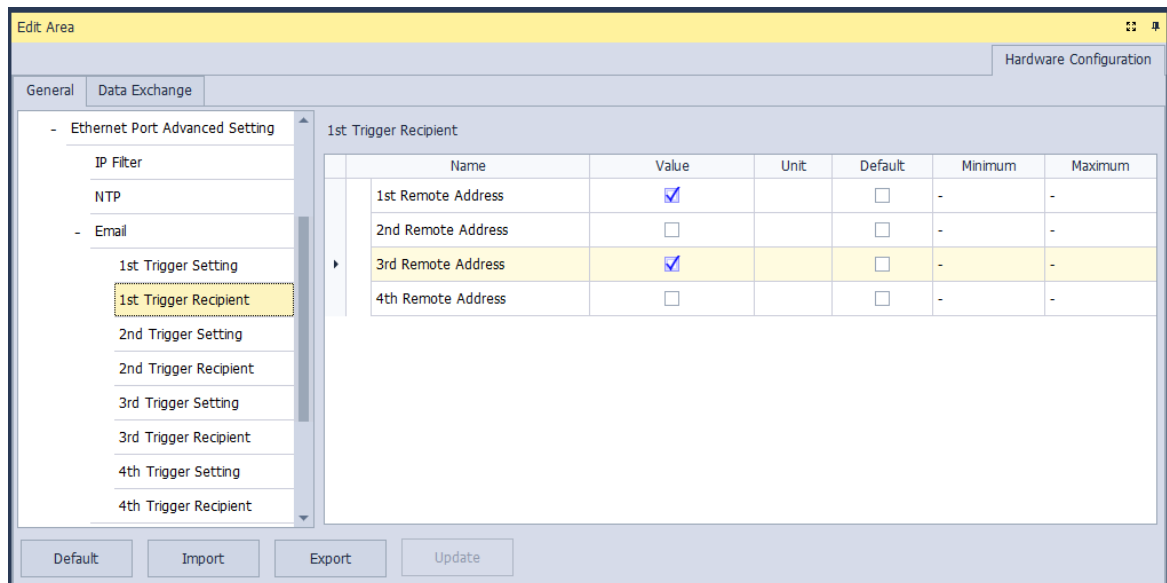 Edit Area
Hardware Configuration
General Data Exchange
- Ethernet Port Advanced Setting
IP Filter
NTP
- Email
1st Trigger Setting
1st Trigger Recipient
2nd Trigger Setting
2nd Trigger Recipient
3rd Trigger Setting
3rd Trigger Recipient
4th Trigger Setting
4th Trigger Recipient
1st Trigger Recipient
Name Value Unit Default Minimum Maximum
1st Remote Address - -
2nd Remote Address - -
3rd Remote Address - -
4th Remote Address - -
Default Import Export Update